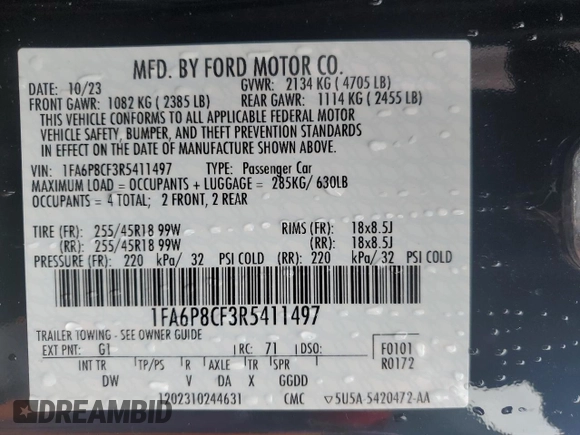 MFD. BY FORD MOTOR CO.
DATE: 10/23 GVWR: 2134 KG ( 4705 LB)
FRONT GAWR: 1082 KG ( 2385 LB) REAR GAWR: 1114 KG ( 2455 LB)
THIS VEHICLE CONFORMS TO ALL APPLICABLE FEDERAL MOTOR
VEHICLE SAFETY, BUMPER, AND THEFT PREVENTION STANDARDS
IN EFFECT ON THE DATE OF MANUFACTURE SHOWN ABOVE.
VIN: 1FA6P8CF3R5411497 TYPE: Passenger Car
MAXIMUM LOAD = OCCUPANTS + LUGGAGE = 285KG/ 630LB
OCCUPANTS = 4 TOTAL; 2 FRONT, 2 REAR
TIRE (FR): 255/45R18 99W RIMS (FR): 18x8.5J
(RR): 255/45R18 99W (RR): 18x8.5J
PRESSURE (FR): 220 kPa/ 32 PSI COLD (RR): 220 kPa/ 32 PSI COLD
1FA6P8CF3R5411497
TRAILER TOWING - SEE OWNER GUIDE
EXT PNT: G1 RC: 71 DSO: F0101
INT TR TP/PS R AXLE TR SPR R0172
DW V OA X GGDD
1202310244631 CMC ▽5U5A-5420472-AA
DREAMBID